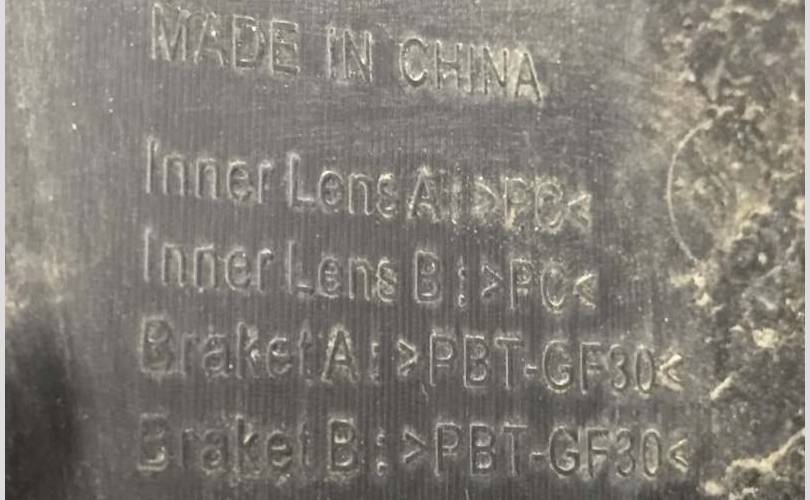 MADE IN CHINA
Inner Lens A : >PC<
Inner Lens B : >PC<
Braket A : >PBT-GF30<
Braket B : >PBT-GF30<